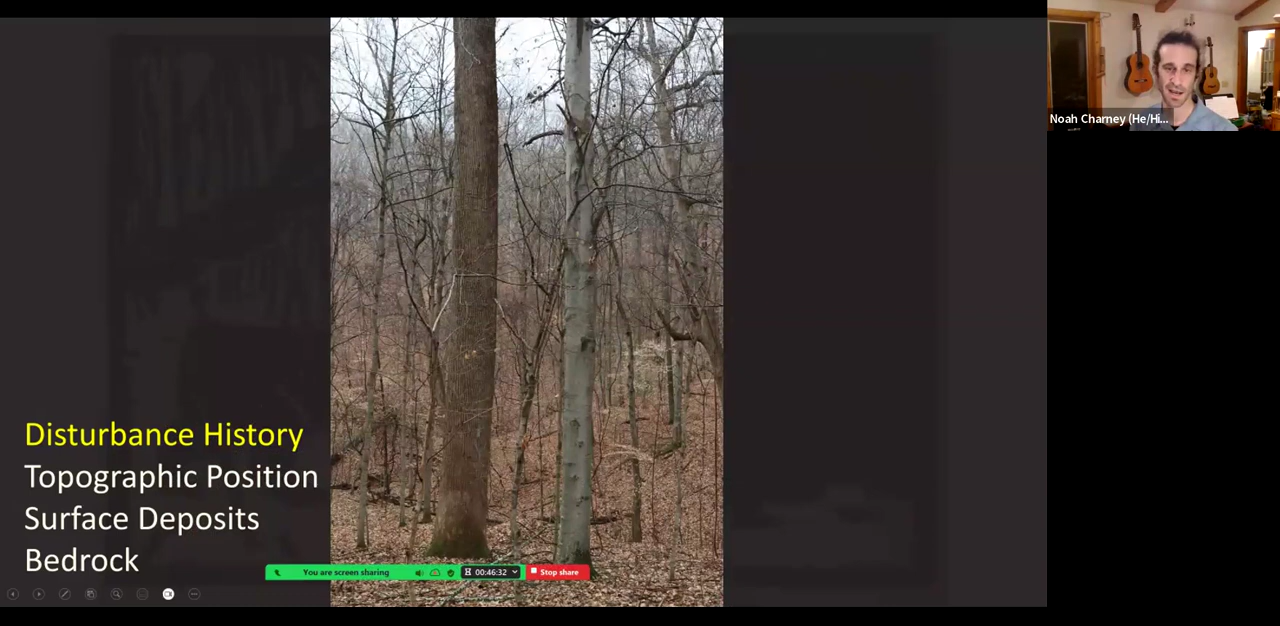 Noah Charney (He/Hi...
Disturbance History
Topographic Position
Surface Deposits
Bedrock
You are screen sharing
00:46:32
Stop share